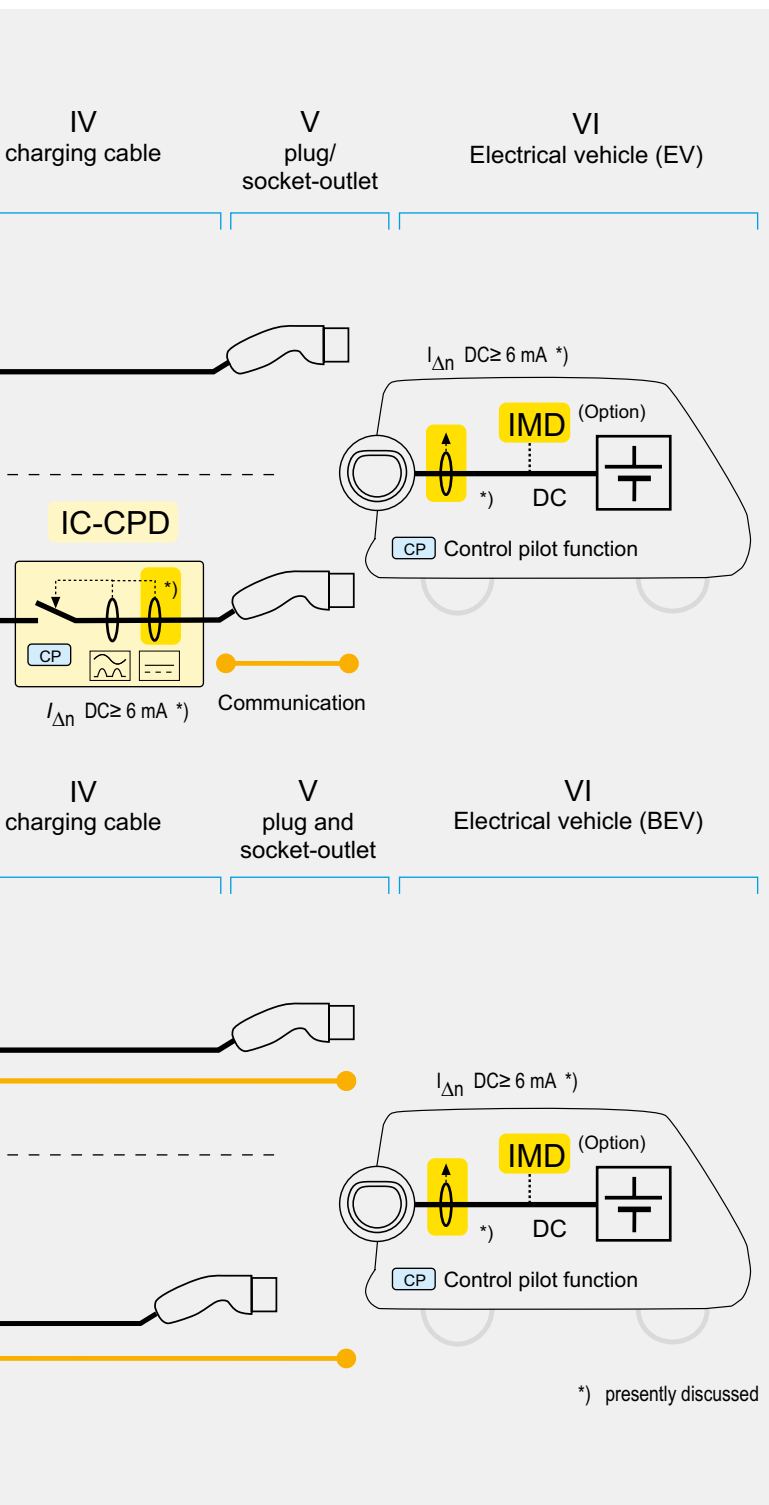 IV
charging cable
V
plug/
socket-outlet
VI
Electrical vehicle (EV)
IΔn DC≥ 6 mA *)
IMD (Option)
*) DC
CP Control pilot function
IC-CPD
*)
CP
IΔn DC≥ 6 mA *)
Communication
IV
charging cable
V
plug and
socket-outlet
VI
Electrical vehicle (BEV)
IΔn DC≥ 6 mA *)
IMD (Option)
*) DC
CP Control pilot function
*) presently discussed